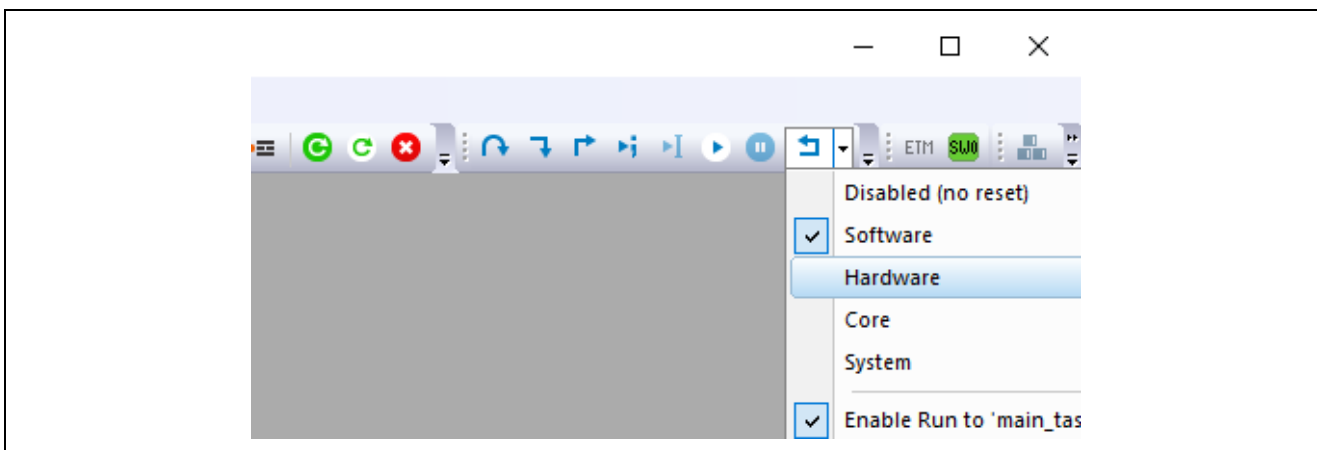 ETM SWO
Disabled (no reset)
Software
Hardware
Core
System
Enable Run to 'main_tas